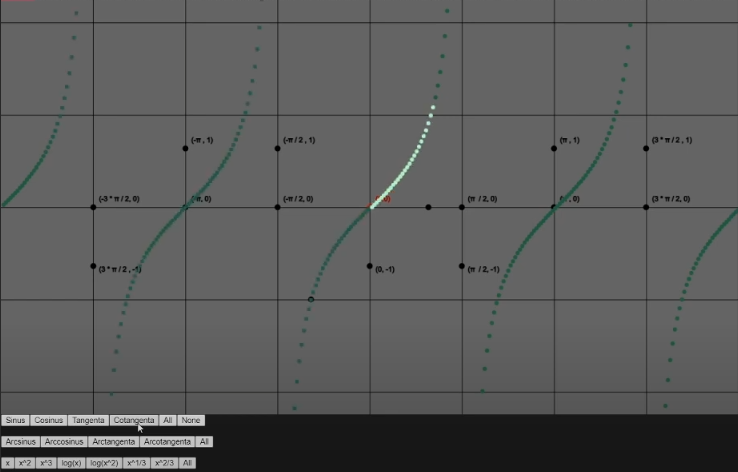 (-π , 1)
(-π / 2, 1)
(π , 1)
(3 * π / 2, 1)
(-3 * π / 2, 0)
(-π, 0)
(-π / 2, 0)
(π / 2, 0)
, 0)
(3 * π / 2, 0)
(3 * π / 2, -1)
(0, -1)
(π / 2, -1)
Sinus Cosinus Tangenta Cotangenta All None
Arcsinus Arccosinus Arctangenta Arcotangenta All
x x^2 x^3 log(x) log(x^2) x^1/3 x^2/3 All